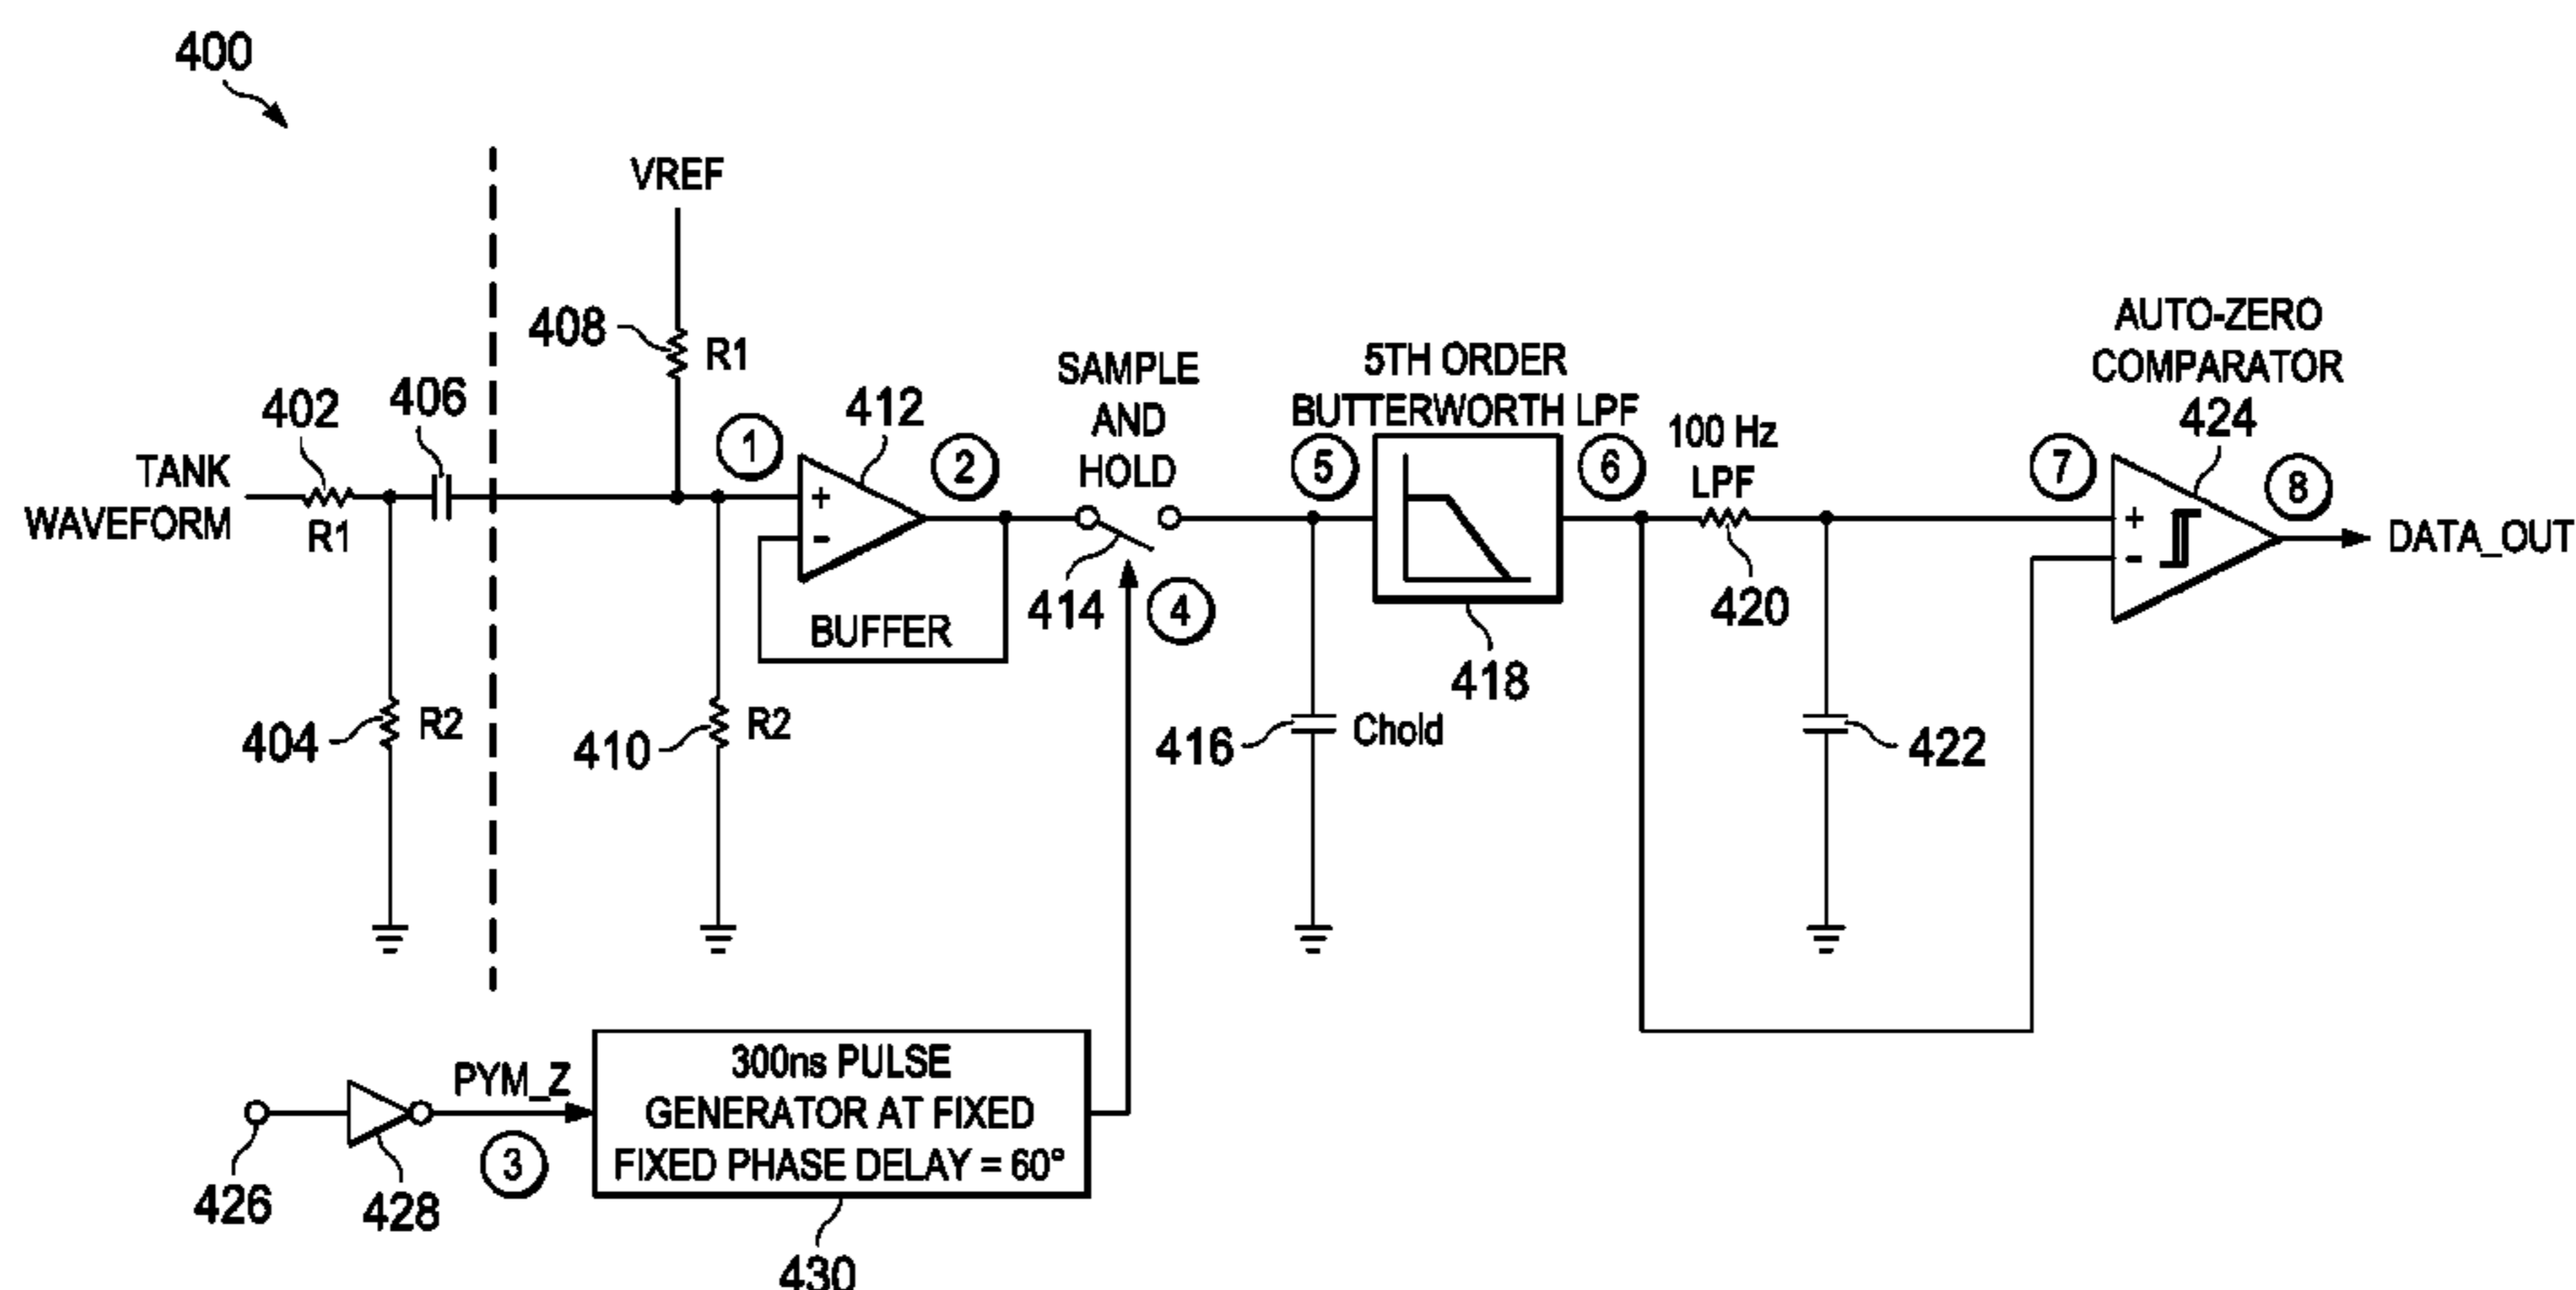 400
VREF
408
R1
402
406
TANK
WAVEFORM
R1
404
R2
410
R2
1
412
2
+
-
BUFFER
SAMPLE
AND
HOLD
414
4
5TH ORDER
BUTTERWORTH LPF
5
6
418
416
Chold
100 Hz
LPF
420
422
AUTO-ZERO
COMPARATOR
424
7
8
+
-
DATA_OUT
426
428
PYM_Z
3
300ns PULSE
GENERATOR AT FIXED
FIXED PHASE DELAY = 60°
430